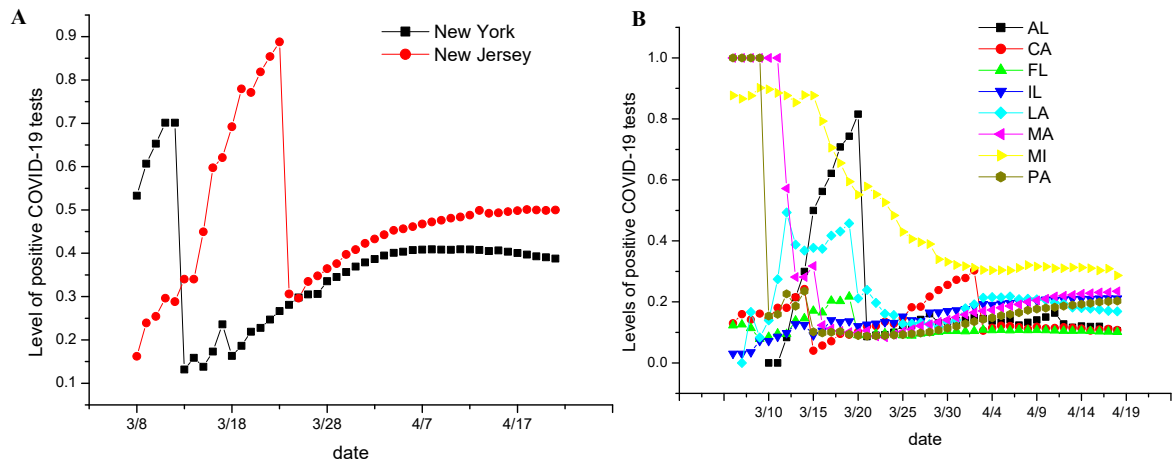 A
New York
New Jersey
Level of positive COVID-19 tests
0.9
0.8
0.7
0.6
0.5
0.4
0.3
0.2
0.1
3/8
3/18
3/28
4/7
4/17
date
B
AL
CA
FL
IL
LA
MA
MI
PA
Levels of positive COVID-19 tests
1.0
0.8
0.6
0.4
0.2
0.0
3/10
3/15
3/20
3/25
3/30
4/4
4/9
4/14
4/19
date